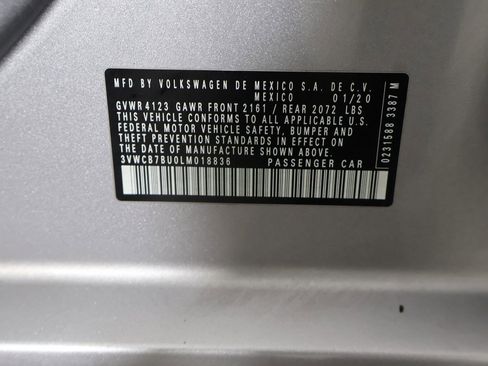 MFD BY VOLKSWAGEN DE MEXICO S.A. DE C.V.
MEXICO 01/20
GVWR 4123 GAWR FRONT 2161 / REAR 2072 LBS
THIS VEHICLE CONFORMS TO ALL APPLICABLE U.S.
FEDERAL MOTOR VEHICLE SAFETY, BUMPER AND
THEFT PREVENTION STANDARDS IN EFFECT ON THE
DATE OF MANUFACTURE SHOWN ABOVE.
3VWCB7BU0LM018836 PASSENGER CAR
0231588 3387 M